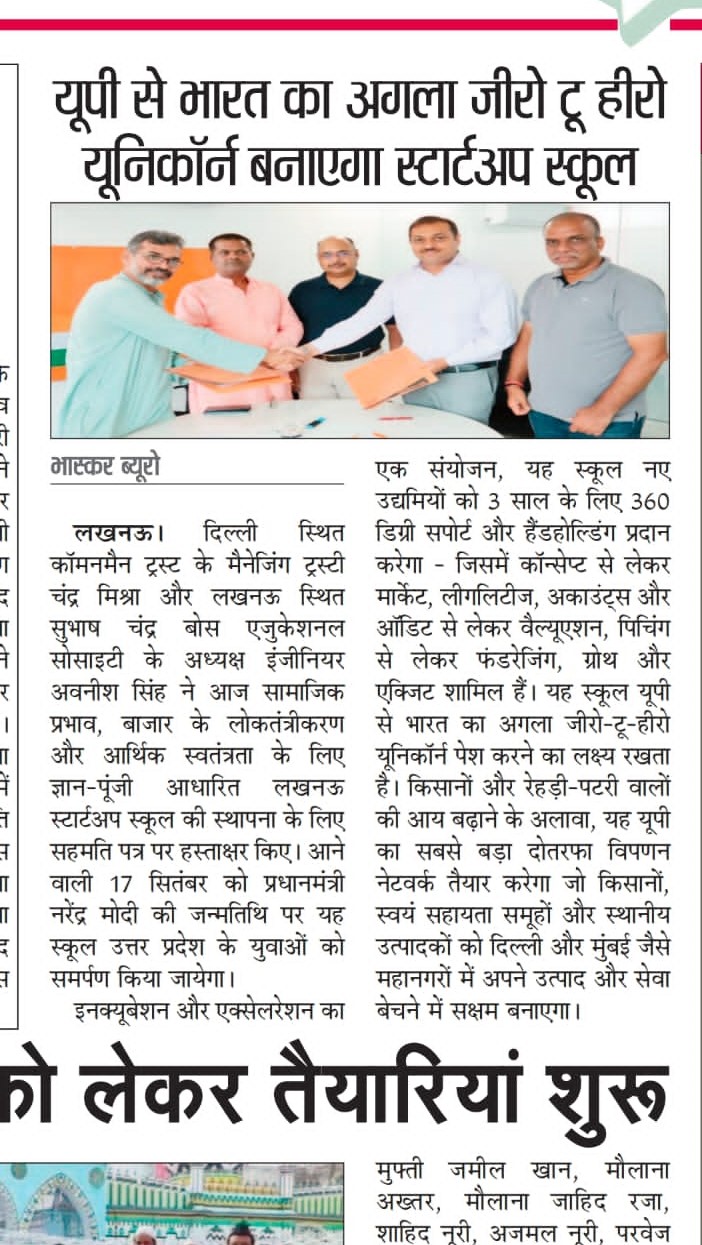 यूपी से भारत का अगला जीरो टू हीरो
यूनिकॉर्न बनाएगा स्टार्टअप स्कूल
भास्कर ब्यूरो
लखनऊ। दिल्ली स्थित
कॉमनमैन ट्रस्ट के मैनेजिंग ट्रस्टी
चंद्र मिश्रा और लखनऊ स्थित
सुभाष चंद्र बोस एजुकेशनल
सोसाइटी के अध्यक्ष इंजीनियर
अवनीश सिंह ने आज सामाजिक
प्रभाव, बाजार के लोकतंत्रीकरण
और आर्थिक स्वतंत्रता के लिए
ज्ञान-पूंजी आधारित लखनऊ
स्टार्टअप स्कूल की स्थापना के लिए
सहमति पत्र पर हस्ताक्षर किए। आने
वाली 17 सितंबर को प्रधानमंत्री
नरेंद्र मोदी की जन्मतिथि पर यह
स्कूल उत्तर प्रदेश के युवाओं को
समर्पण किया जायेगा।
इनक्यूबेशन और एक्सेलरेशन का
एक संयोजन, यह स्कूल नए
उद्यमियों को 3 साल के लिए 360
डिग्री सपोर्ट और हैंडहोल्डिंग प्रदान
करेगा - जिसमें कॉन्सेप्ट से लेकर
मार्केट, लीगलिटीज, अकाउंट्स और
ऑडिट से लेकर वैल्यूएशन, पिचिंग
से लेकर फंडरेजिंग, ग्रोथ और
एक्जिट शामिल हैं। यह स्कूल यूपी
से भारत का अगला जीरो-टू-हीरो
यूनिकॉर्न पेश करने का लक्ष्य रखता
है। किसानों और रेहड़ी-पटरी वालों
की आय बढ़ाने के अलावा, यह यूपी
का सबसे बड़ा दोतरफा विपणन
नेटवर्क तैयार करेगा जो किसानों,
स्वयं सहायता समूहों और स्थानीय
उत्पादकों को दिल्ली और मुंबई जैसे
महानगरों में अपने उत्पाद और सेवा
बेचने में सक्षम बनाएगा।
को लेकर तैयारियां शुरू
मुफ्ती जमील खान, मौलाना
अख्तर, मौलाना जाहिद रजा,
शाहिद नूरी, अजमल नूरी, परवेज